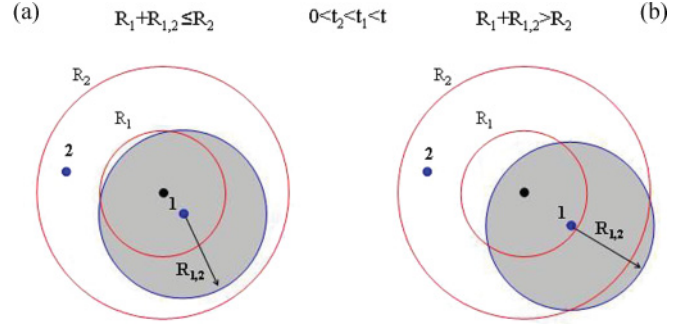 (a) R₁+R₁,₂ ≤R₂ 0<t₂<t₁<t R₁+R₁,₂>R₂ (b)
R₂ R₂
R₁ R₁
2 2
1 1
R₁,₂ R₁,₂